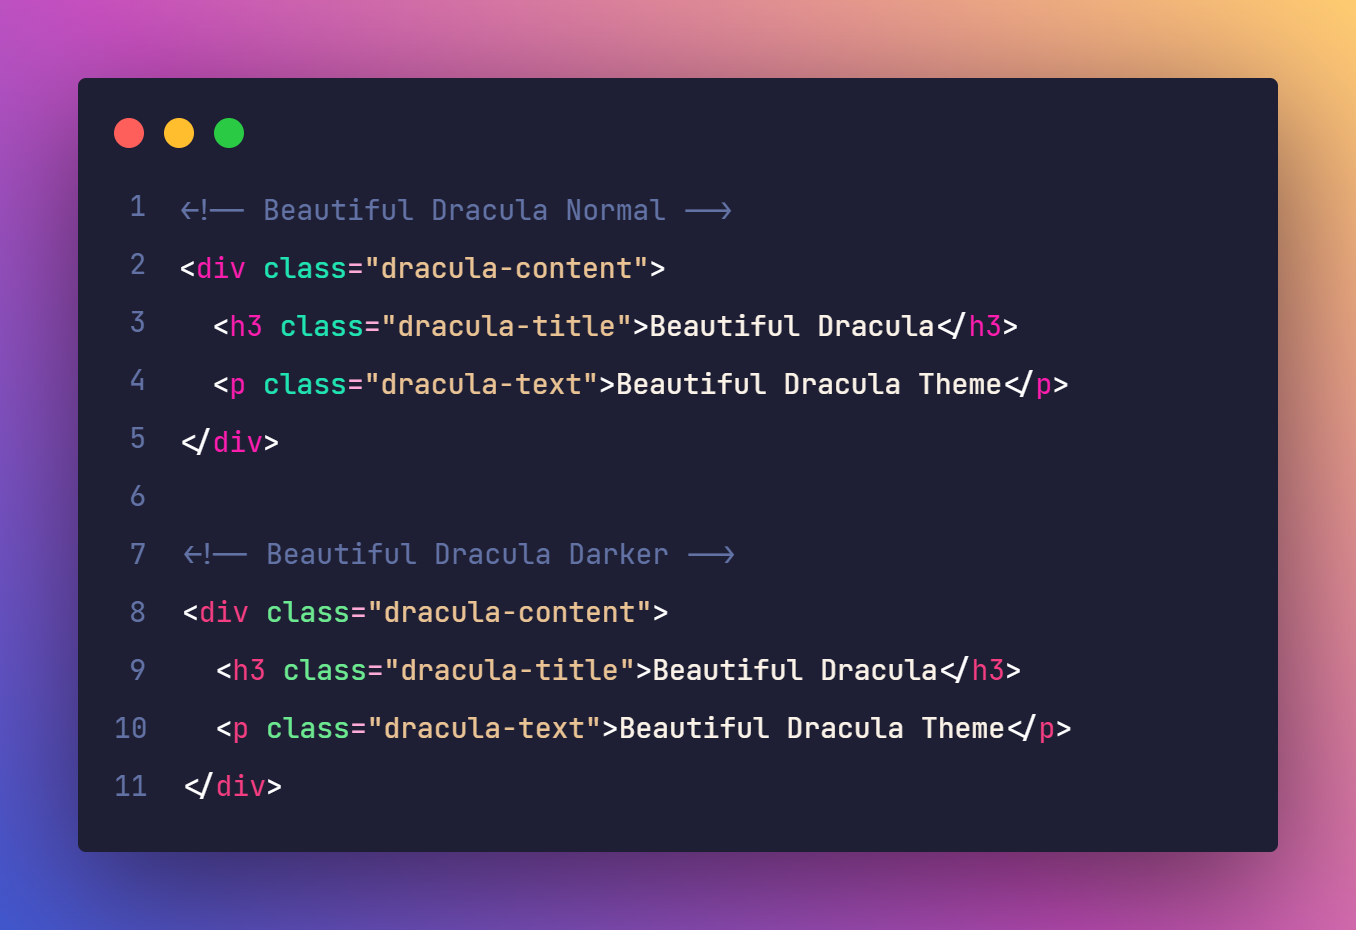 1 <!-- Beautiful Dracula Normal -->
2 <div class="dracula-content">
3   <h3 class="dracula-title">Beautiful Dracula</h3>
4   <p class="dracula-text">Beautiful Dracula Theme</p>
5 </div>
6
7 <!-- Beautiful Dracula Darker -->
8 <div class="dracula-content">
9   <h3 class="dracula-title">Beautiful Dracula</h3>
10   <p class="dracula-text">Beautiful Dracula Theme</p>
11 </div>